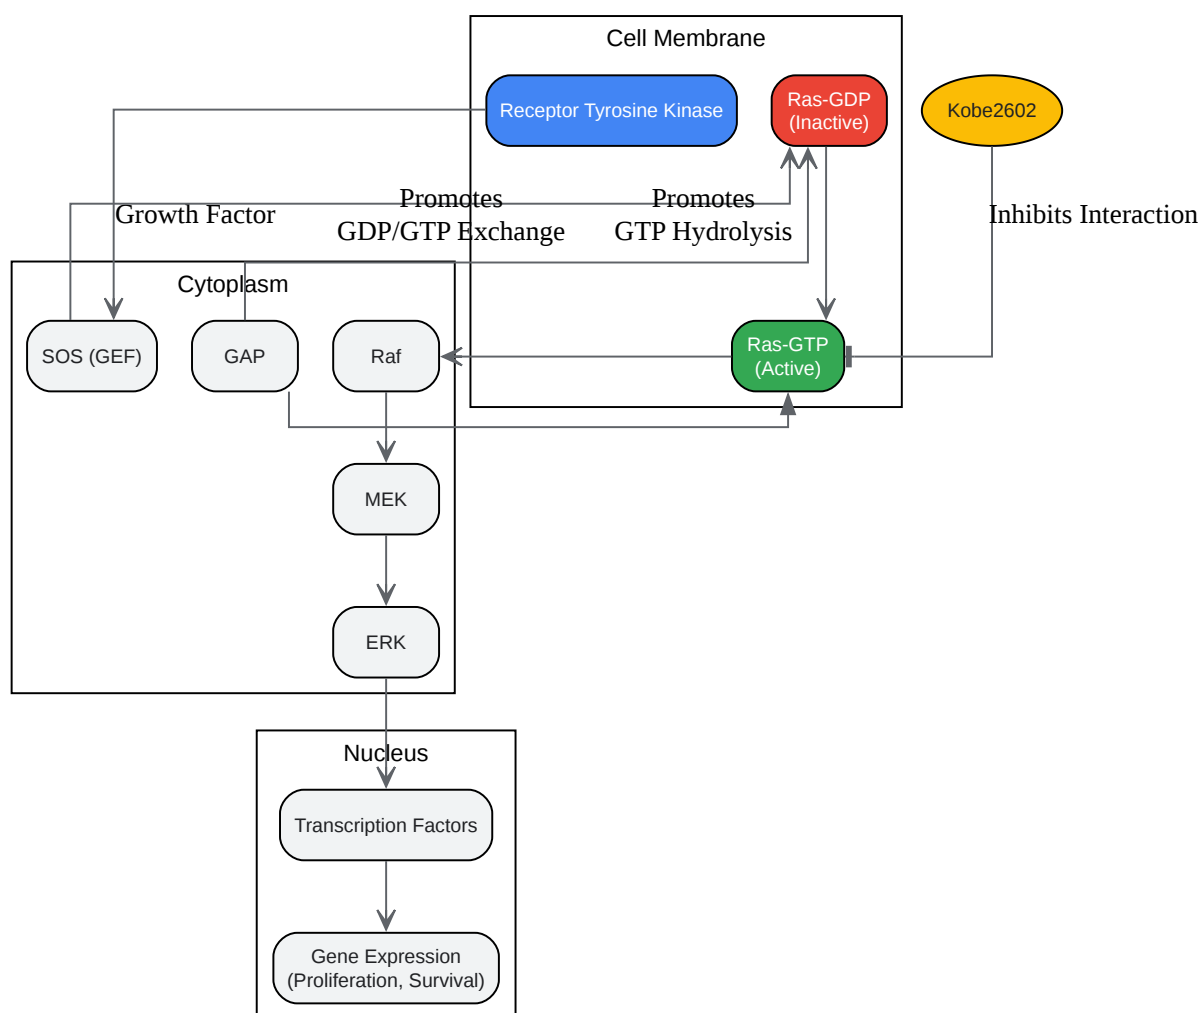 Cell Membrane
Receptor Tyrosine Kinase
Ras-GDP
(Inactive)
Kobe2602
Growth Factor
Promotes
GDP/GTP Exchange
Promotes
GTP Hydrolysis
Inhibits Interaction
Cytoplasm
SOS (GEF)
GAP
Raf
Ras-GTP
(Active)
MEK
ERK
Nucleus
Transcription Factors
Gene Expression
(Proliferation, Survival)